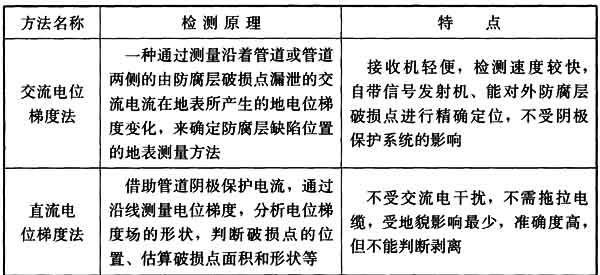 方法名称
检测原理
特点
交流电位
梯度法
一种通过测量沿着管道或管道
两侧的由防腐层破损点漏泄的交
流电流在地表所产生的地电位梯
度变化，来确定防腐层缺陷位置
的地表测量方法
接收机轻便，检测速度较快，
自带信号发射机、能对外防腐层
破损点进行精确定位，不受阴极
保护系统的影响
直流电
位梯度法
借助管道阴极保护电流，通过
沿线测量电位梯度，分析电位梯
度场的形状，判断破损点的位
置、估算破损点面积和形状等
不受交流电干扰，不需拖拉电
缆，受地貌影响最少，准确度高，
但不能判断剥离